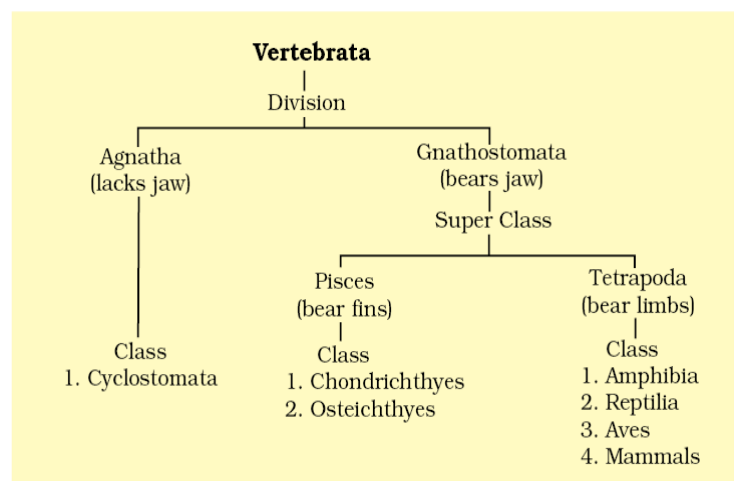 Vertebrata
Division
Agnatha
(lacks jaw)
Gnathostomata
(bears jaw)
Super Class
Pisces
(bear fins)
Tetrapoda
(bear limbs)
Class
1. Cyclostomata
Class
1. Chondrichthyes
2. Osteichthyes
Class
1. Amphibia
2. Reptilia
3. Aves
4. Mammals